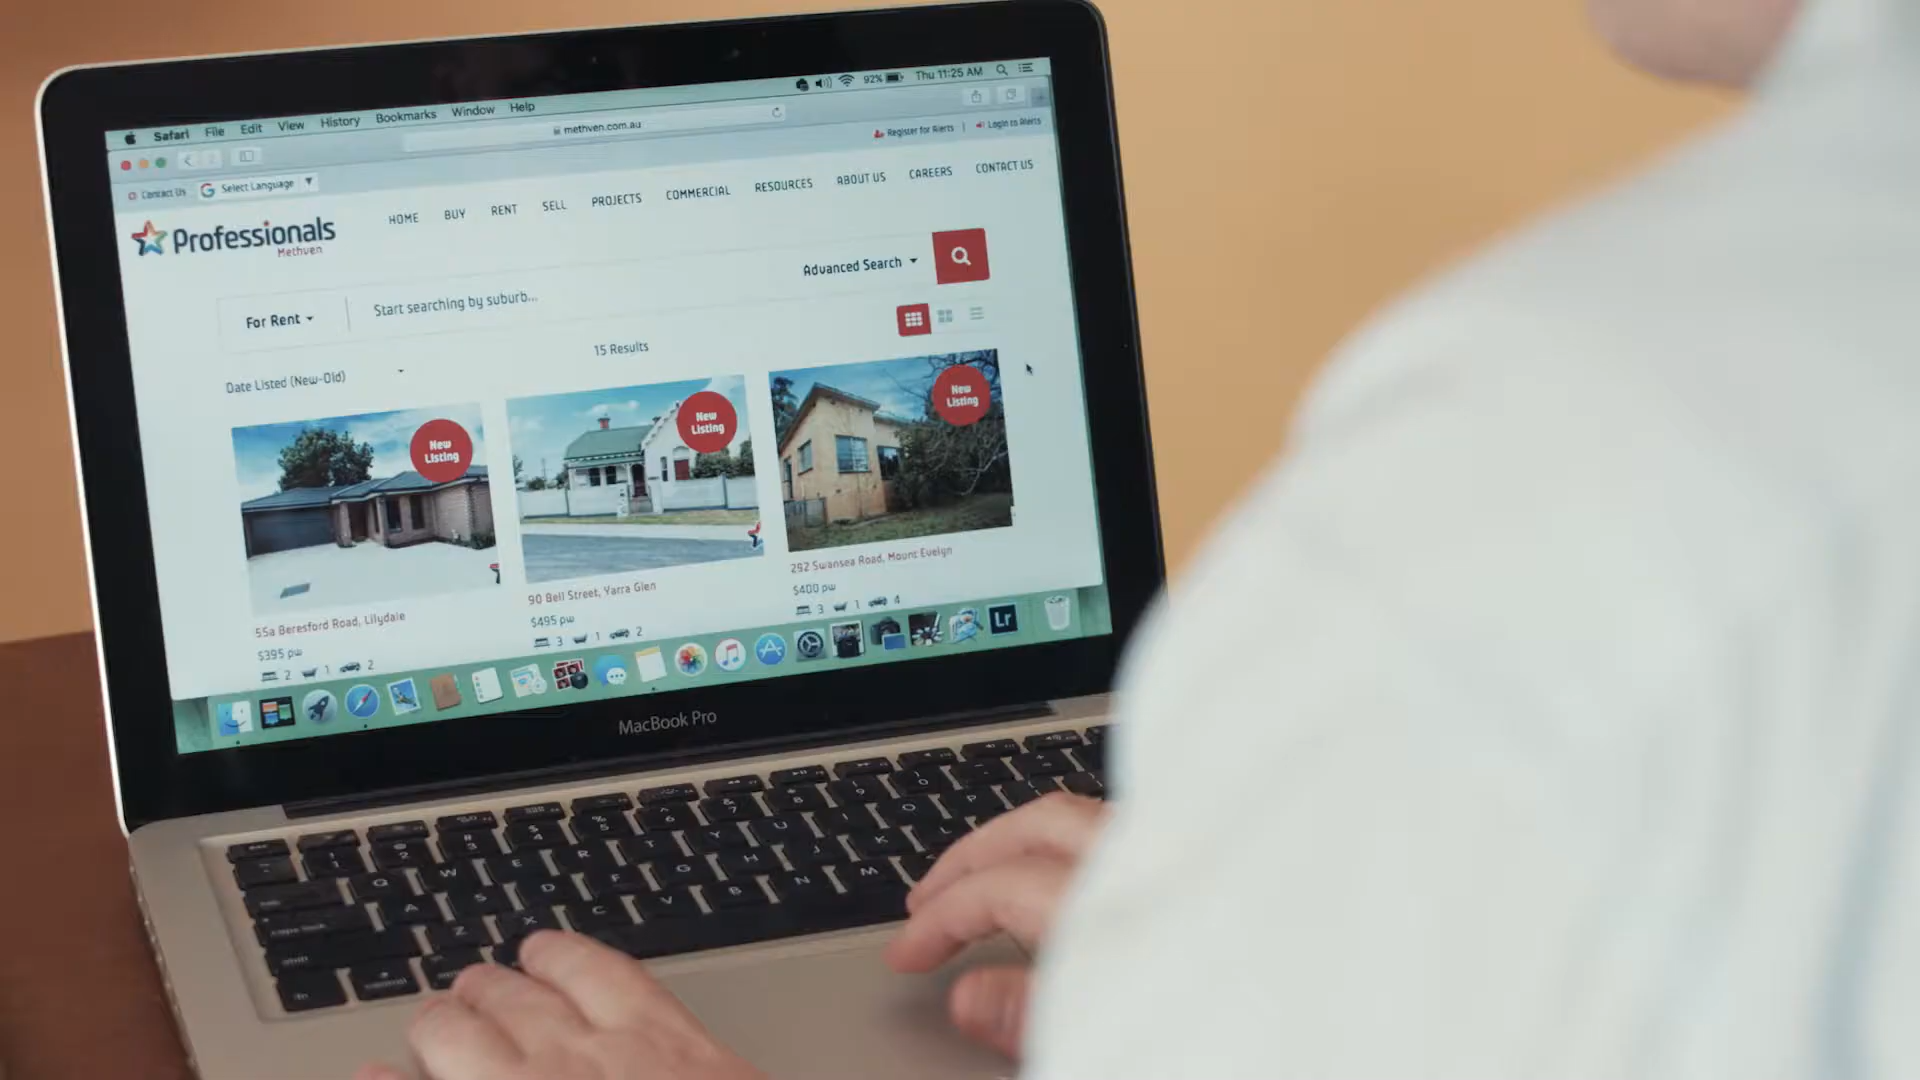 Safari File Edit View History Bookmarks Window Help
92% Thu 11:25 AM
methven.com.au
Contact Us
Select Language
Register for Alerts | Login to Alerts
Professionals
Methven
HOME BUY RENT SELL PROJECTS COMMERCIAL RESOURCES ABOUT US CAREERS CONTACT US
For Rent
Start searching by suburb...
Advanced Search
15 Results
Date Listed (New-Old)
New
Listing
New
Listing
New
Listing
55a Beresford Road, Lilydale
$395 pw
2 1 2
90 Bell Street, Yarra Glen
$495 pw
3 1 2
292 Swansea Road, Mount Evelyn
$400 pw
3 1 4
Lr
MacBook Pro
Q W E R T Y U I O P
A S D F G H J K L
Z X C V B N M
fn control